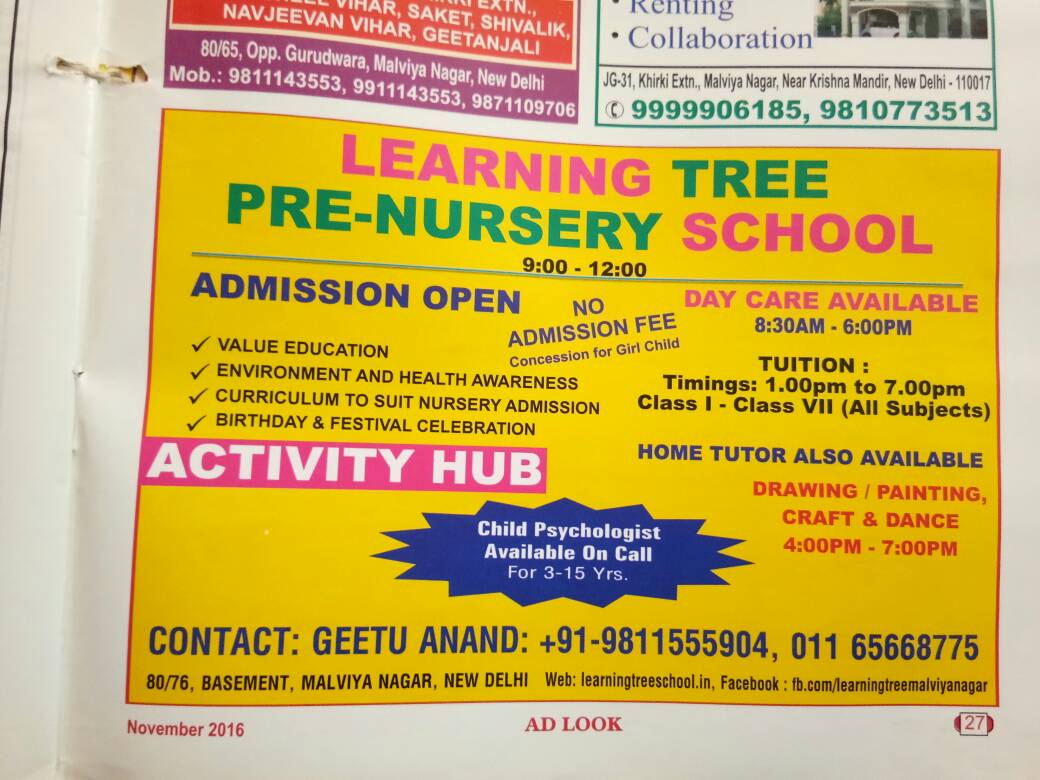 VIHAR, SAKET, SHIVALIK,
NAVJEEVAN VIHAR, GEETANJALI
80/65, Opp. Gurudwara, Malviya Nagar, New Delhi
Mob.: 9811143553, 9911143553, 9871109706
• Renting
• Collaboration
JG-31, Khirki Extn., Malviya Nagar, Near Krishna Mandir, New Delhi - 110017
✆ 9999906185, 9810773513
LEARNING TREE
PRE-NURSERY SCHOOL
9:00 - 12:00
ADMISSION OPEN
NO
ADMISSION FEE
Concession for Girl Child
✓ VALUE EDUCATION
✓ ENVIRONMENT AND HEALTH AWARENESS
✓ CURRICULUM TO SUIT NURSERY ADMISSION
✓ BIRTHDAY & FESTIVAL CELEBRATION
DAY CARE AVAILABLE
8:30AM - 6:00PM
TUITION :
Timings: 1.00pm to 7.00pm
Class I - Class VII (All Subjects)
HOME TUTOR ALSO AVAILABLE
DRAWING / PAINTING,
CRAFT & DANCE
4:00PM - 7:00PM
ACTIVITY HUB
Child Psychologist
Available On Call
For 3-15 Yrs.
CONTACT: GEETU ANAND: +91-9811555904, 011 65668775
80/76, BASEMENT, MALVIYA NAGAR, NEW DELHI Web: learningtreeschool.in, Facebook : fb.com/learningtreemalviyanagar
November 2016
AD LOOK
27